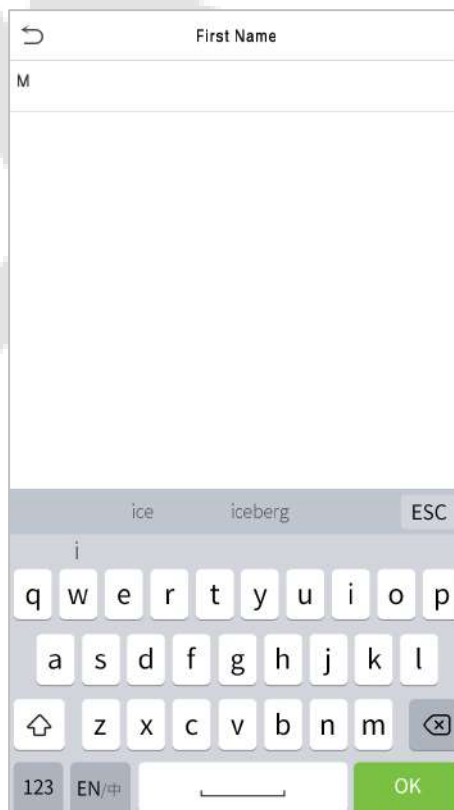 First Name
M
ice iceberg ESC
i
q w e r t y u i o p
a s d f g h j k l
z x c v b n m
123 EN/中 OK